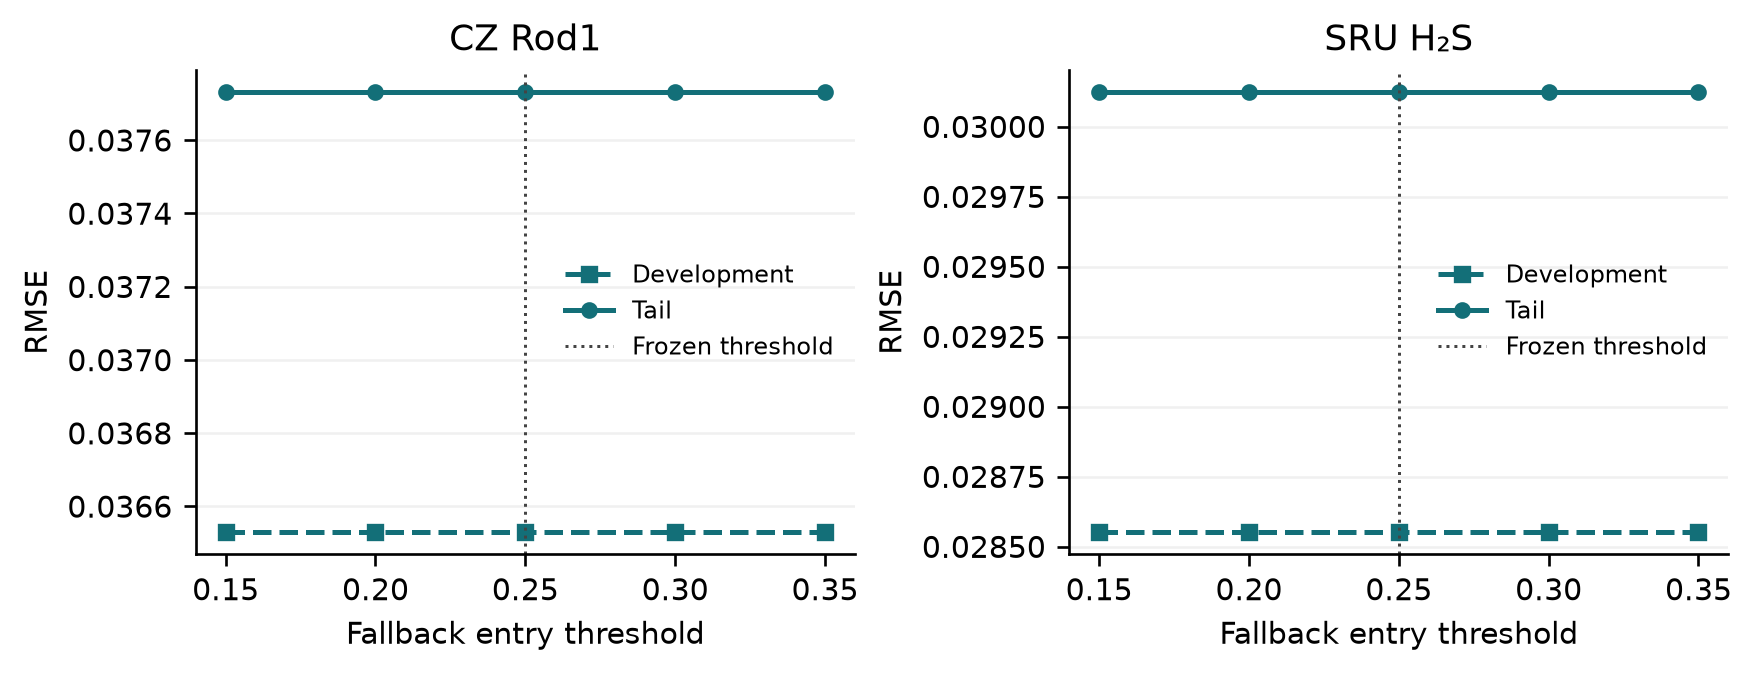 CZ Rod1
RMSE
0.0376
0.0374
0.0372
0.0370
0.0368
0.0366
Development
Tail
Frozen threshold
0.15 0.20 0.25 0.30 0.35
Fallback entry threshold
SRU H₂S
RMSE
0.03000
0.02975
0.02950
0.02925
0.02900
0.02875
0.02850
Development
Tail
Frozen threshold
0.15 0.20 0.25 0.30 0.35
Fallback entry threshold